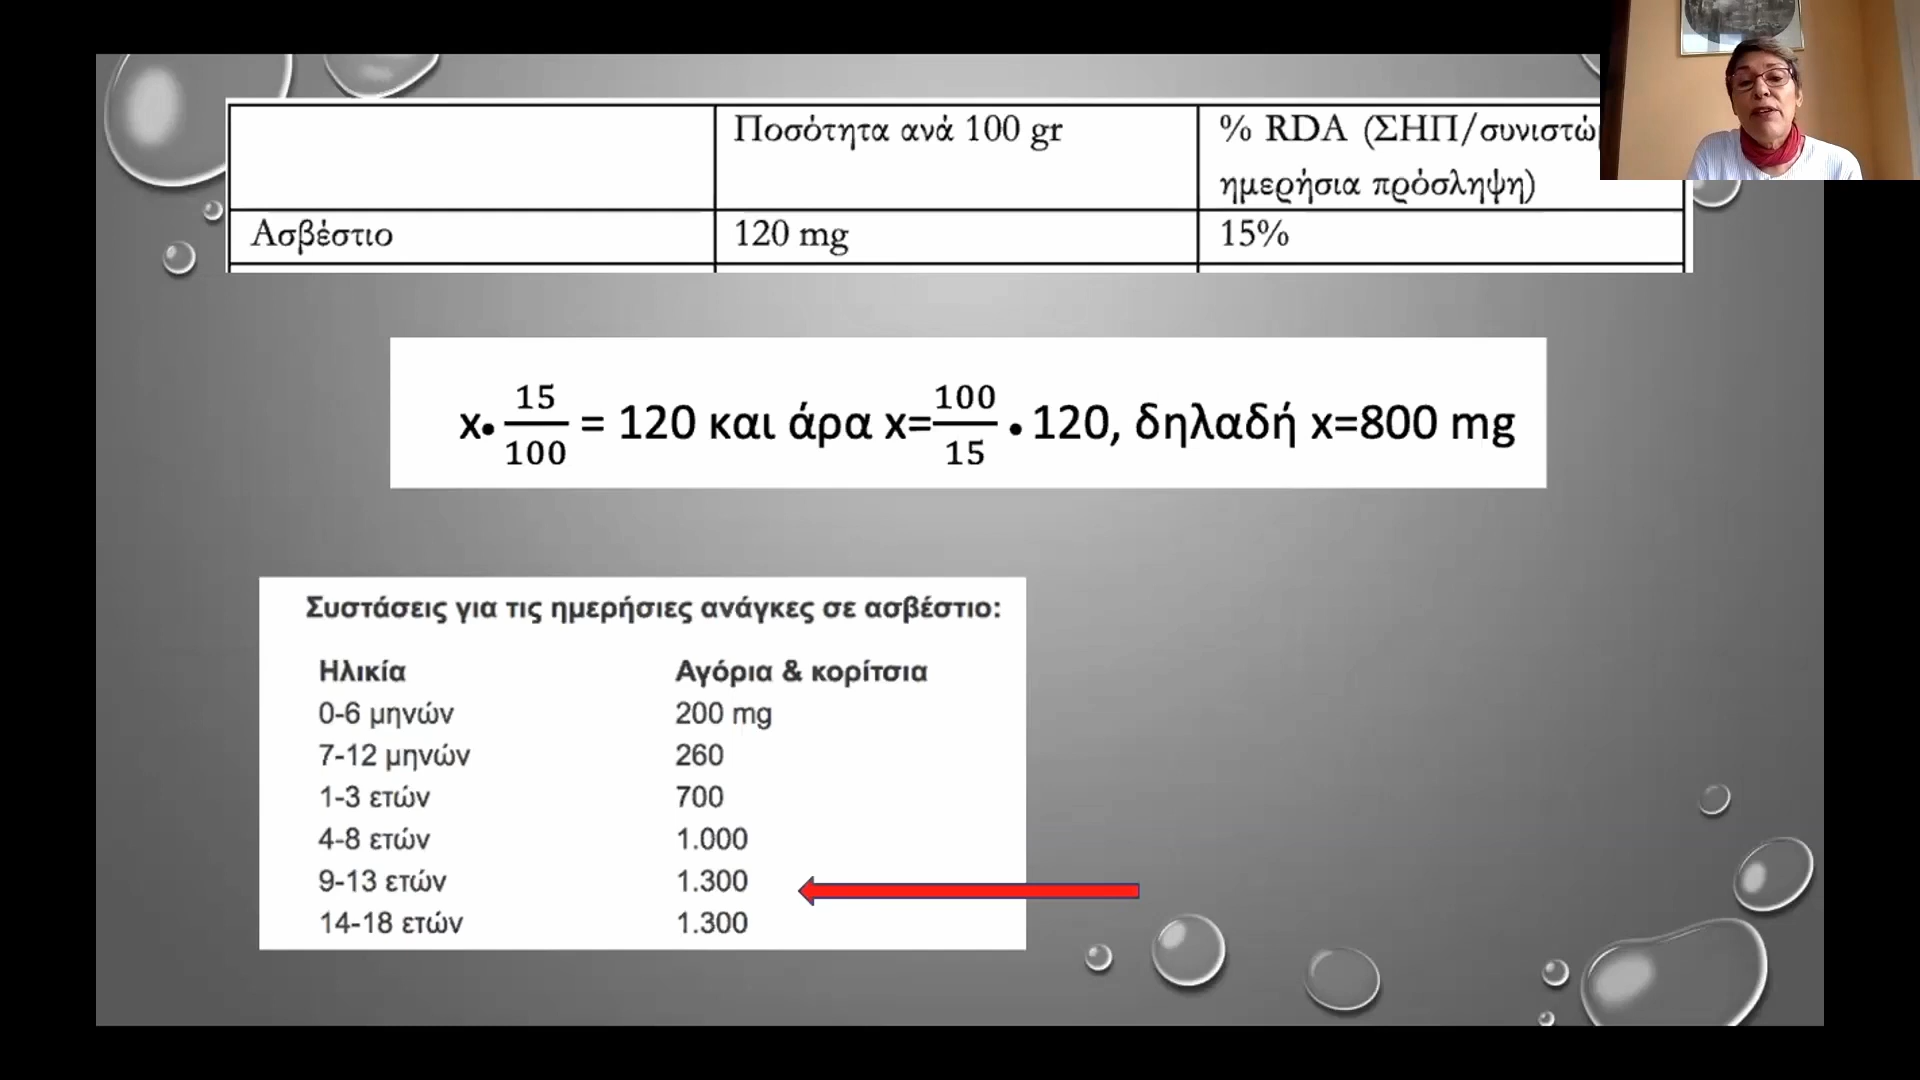 Ποσότητα ανά 100 gr
% RDA (ΣΗΠ/
ημερήσια πρόσληψη)
Ασβέστιο 120 mg 15%
x• 15/100 = 120 και άρα x= 100/15 • 120, δηλαδή x=800 mg
Συστάσεις για τις ημερήσιες ανάγκες σε ασβέστιο:
Ηλικία Αγόρια & κορίτσια
0-6 μηνών 200 mg
7-12 μηνών 260
1-3 ετών 700
4-8 ετών 1.000
9-13 ετών 1.300
14-18 ετών 1.300